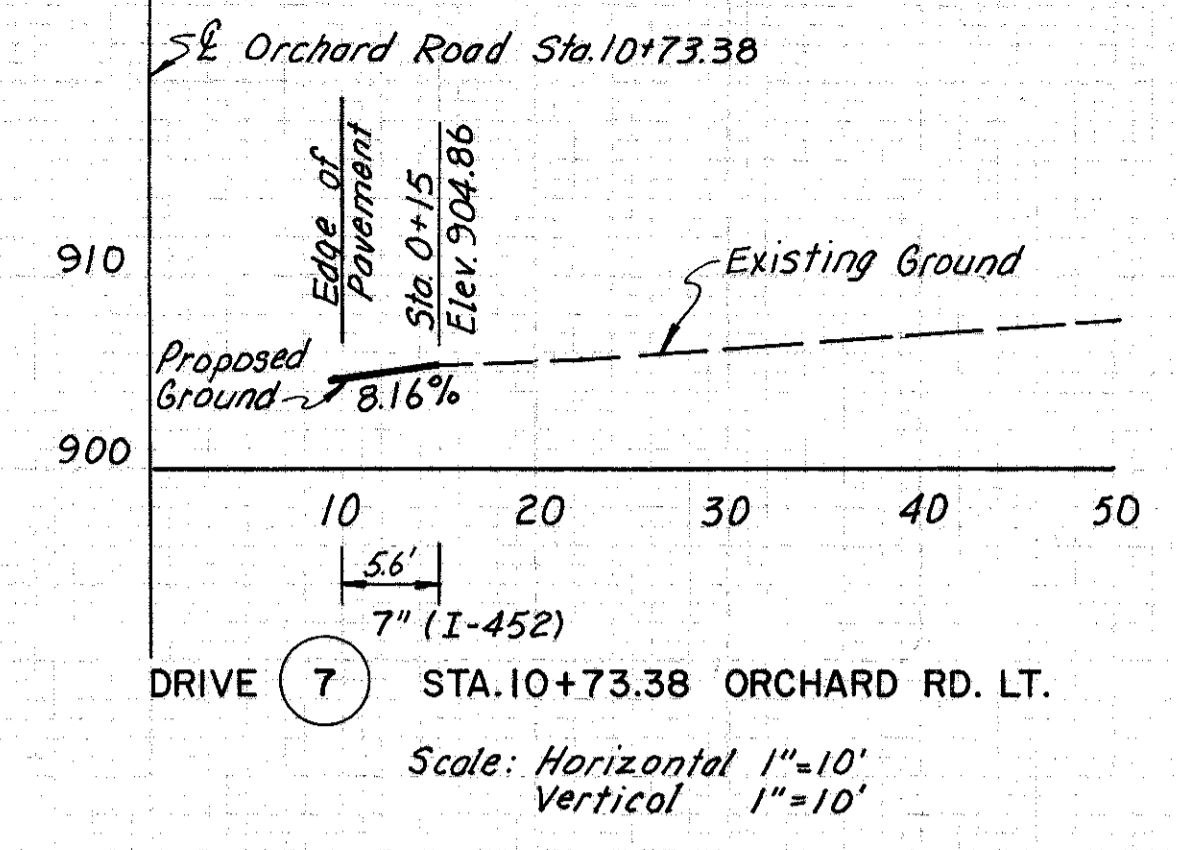 ℄ Orchard Road Sta. 10+73.38
Edge of
Pavement
Sta. 0+15
Elev. 904.86
910
Existing Ground
Proposed
Ground
8.16%
900
10 20 30 40 50
5.6'
7" (I-452)
DRIVE 7 STA. 10+73.38 ORCHARD RD. LT.
Scale: Horizontal 1"=10'
Vertical 1"=10'